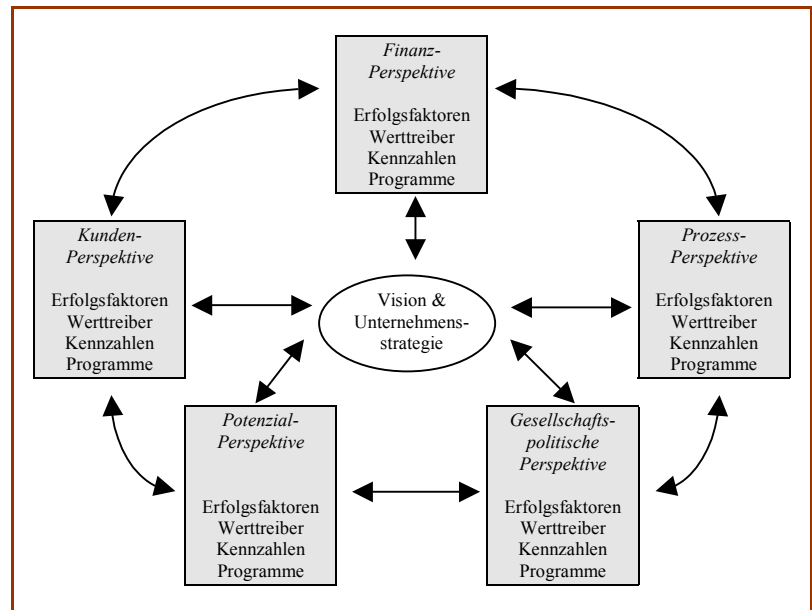 Finanz-
Perspektive
Erfolgsfaktoren
Werttreiber
Kennzahlen
Programme
Kunden-
Perspektive
Erfolgsfaktoren
Werttreiber
Kennzahlen
Programme
Vision &
Unternehmens-
strategie
Prozess-
Perspektive
Erfolgsfaktoren
Werttreiber
Kennzahlen
Programme
Potenzial-
Perspektive
Erfolgsfaktoren
Werttreiber
Kennzahlen
Programme
Gesellschafts-
politische
Perspektive
Erfolgsfaktoren
Werttreiber
Kennzahlen
Programme